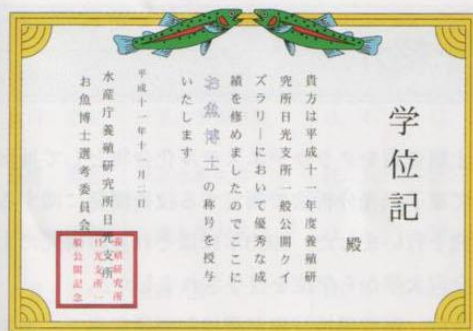 学位記
殿
貴方は平成十一年度養殖研
究所日光支所一般公開クイ
ズラリーにおいて優秀な成
績を修めましたのでここに
お魚博士の称号を授与
いたします
平成十一年十一月二
水産庁養殖研究所日光支所
お魚博士選考委員会
養殖研究所
日光支所一
般公開記念